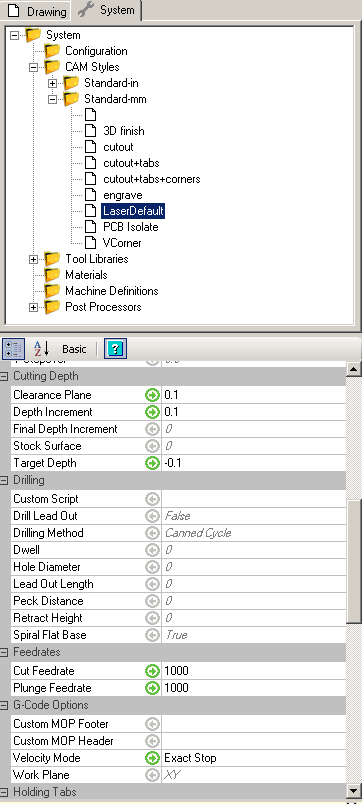 Drawing System
System
Configuration
CAM Styles
Standard-in
Standard-mm
3D finish
cutout
cutout+tabs
cutout+tabs+corners
engrave
LaserDefault
PCB Isolate
VCorner
Tool Libraries
Materials
Machine Definitions
Post Processors
A Z Basic ?
Cutting Depth
Clearance Plane 0.1
Depth Increment 0.1
Final Depth Increment 0
Stock Surface 0
Target Depth -0.1
Drilling
Custom Script
Drill Lead Out False
Drilling Method Canned Cycle
Dwell 0
Hole Diameter 0
Lead Out Length 0
Peck Distance 0
Retract Height 0
Spiral Flat Base True
Feedrates
Cut Feedrate 1000
Plunge Feedrate 1000
G-Code Options
Custom MOP Footer
Custom MOP Header
Velocity Mode Exact Stop
Work Plane XY
Holding Tabs